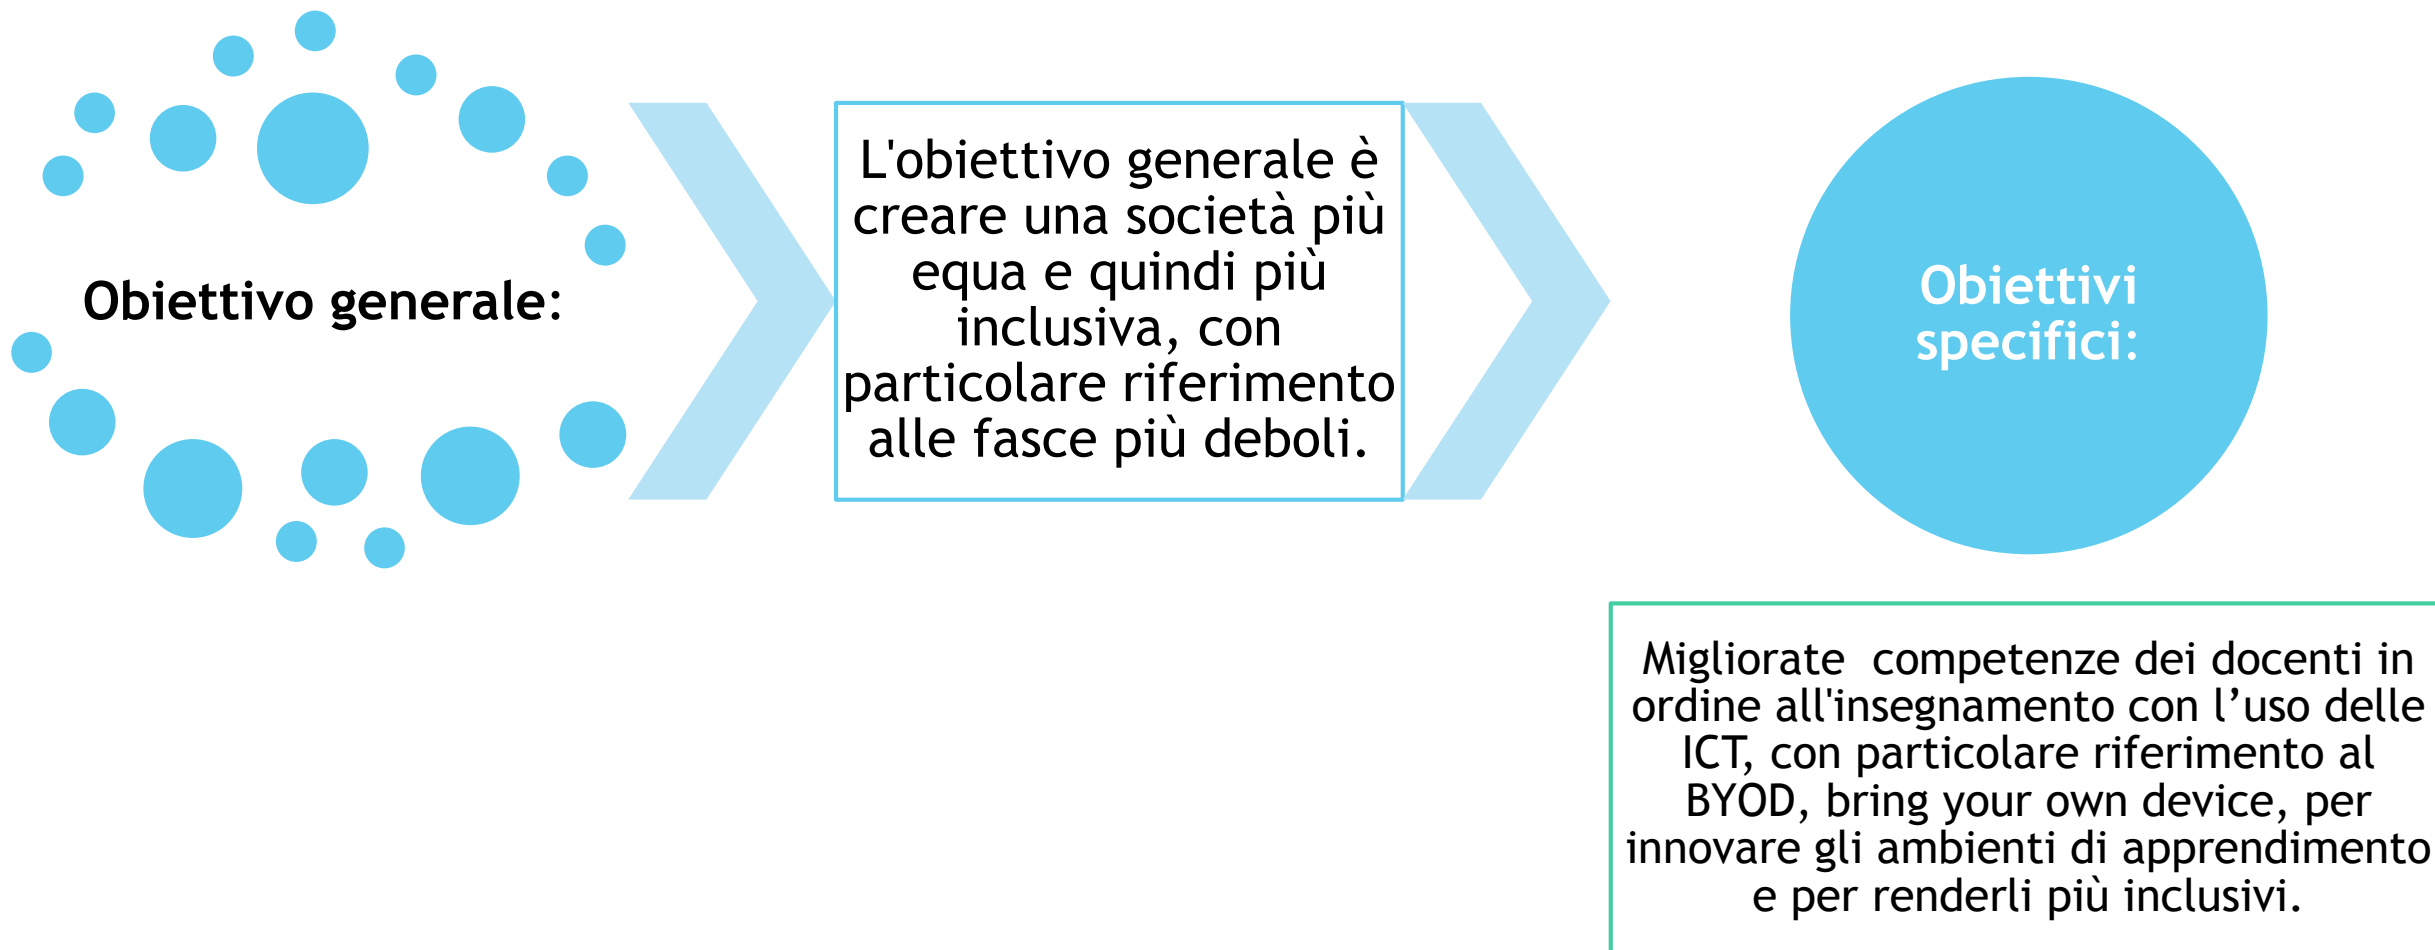 Obiettivo generale:
L'obiettivo generale è
creare una società più
equa e quindi più
inclusiva, con
particolare riferimento
alle fasce più deboli.
Obiettivi
specifici:
Migliorate  competenze dei docenti in
ordine all'insegnamento con l’uso delle
ICT, con particolare riferimento al
BYOD, bring your own device, per
innovare gli ambienti di apprendimento
e per renderli più inclusivi.